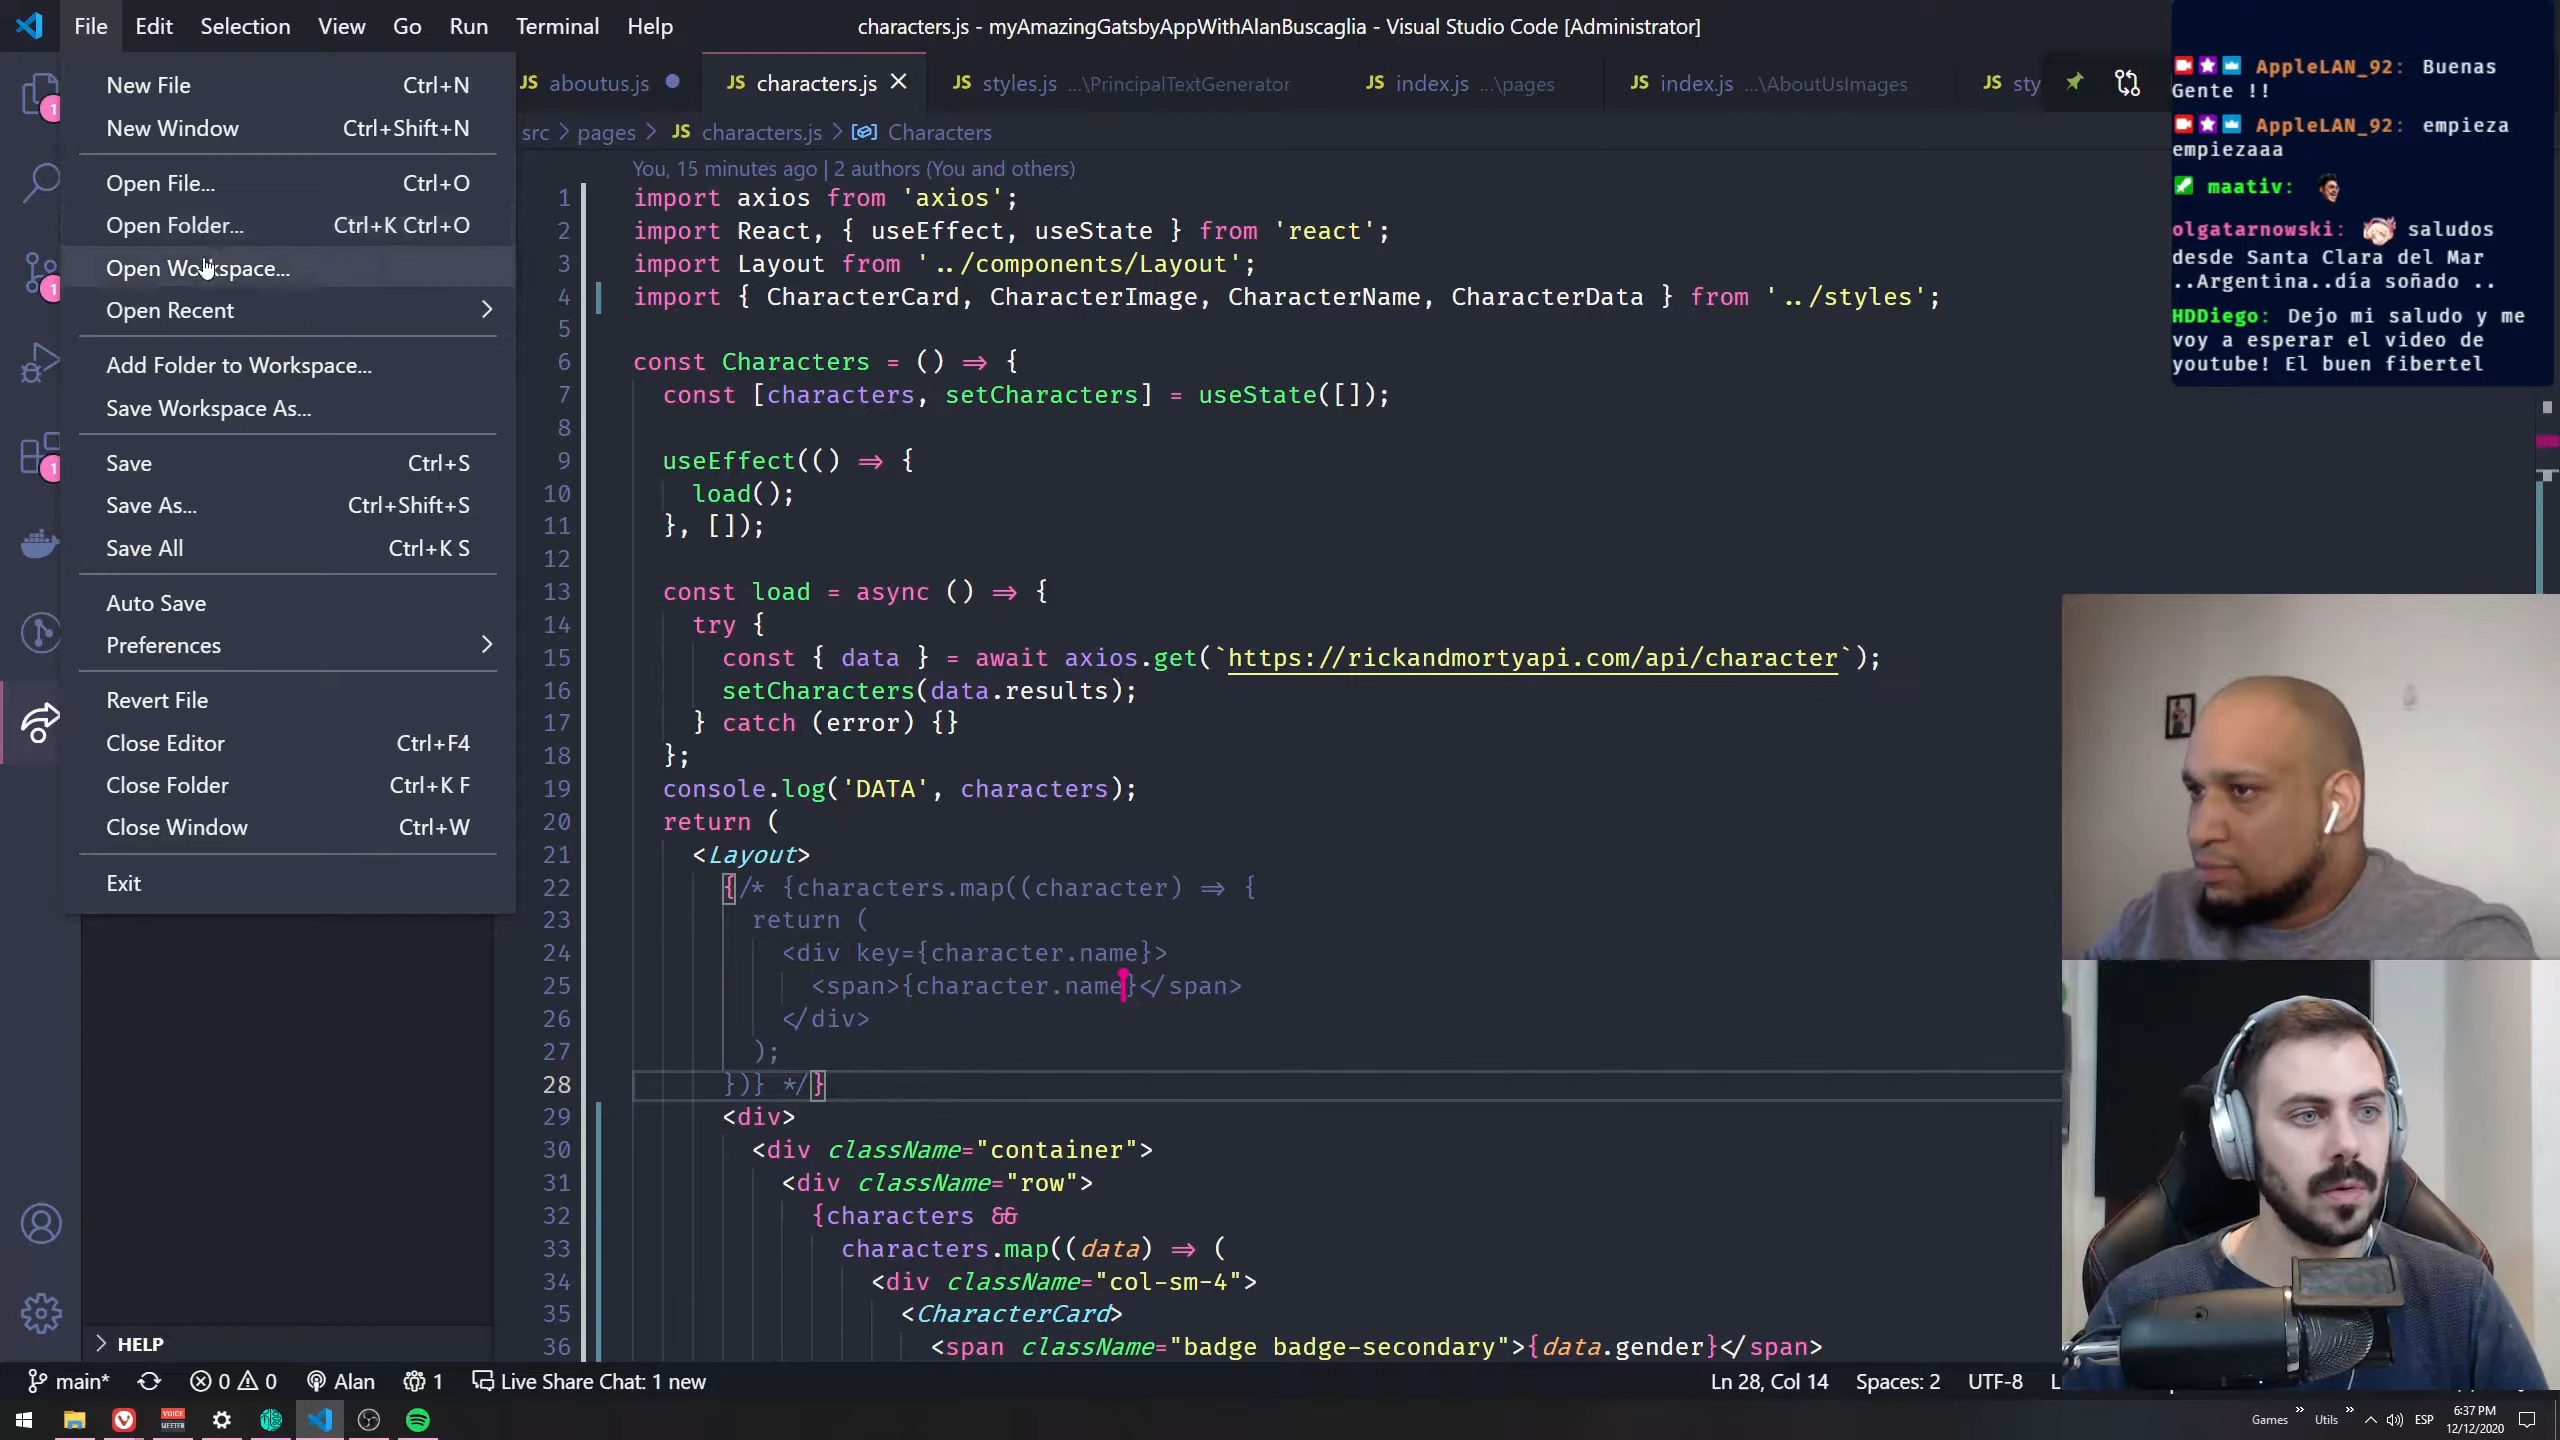 File Edit Selection View Go Run Terminal Help
characters.js - myAmazingGatsbyAppWithAlanBuscaglia - Visual Studio Code [Administrator]
New File Ctrl+N
New Window Ctrl+Shift+N
Open File... Ctrl+O
Open Folder... Ctrl+K Ctrl+O
Open Workspace...
Open Recent
Add Folder to Workspace...
Save Workspace As...
Save Ctrl+S
Save As... Ctrl+Shift+S
Save All Ctrl+K S
Auto Save
Preferences
Revert File
Close Editor Ctrl+F4
Close Folder Ctrl+K F
Close Window Ctrl+W
Exit
1
1
1
HELP
JS aboutus.js JS characters.js JS styles.js ...\PrincipalTextGenerator JS index.js ...\pages JS index.js ...\AboutUsImages JS sty
src > pages > JS characters.js > Characters
You, 15 minutes ago | 2 authors (You and others)
1 import axios from 'axios';
2 import React, { useEffect, useState } from 'react';
3 import Layout from '../components/Layout';
4 import { CharacterCard, CharacterImage, CharacterName, CharacterData } from '../styles';
5
6 const Characters = () => {
7 const [characters, setCharacters] = useState([]);
8
9 useEffect(() => {
10 load();
11 }, []);
12
13 const load = async () => {
14 try {
15 const { data } = await axios.get(`https://rickandmortyapi.com/api/character`);
16 setCharacters(data.results);
17 } catch (error) {}
18 };
19 console.log('DATA', characters);
20 return (
21 <Layout>
22 {/* {characters.map((character) => {
23 return (
24 <div key={character.name}>
25 <span>{character.name}</span>
26 </div>
27 );
28 })} */}
29 <div>
30 <div className="container">
31 <div className="row">
32 {characters &&
33 characters.map((data) => (
34 <div className="col-sm-4">
35 <CharacterCard>
36 <span className="badge badge-secondary">{data.gender}</span>
AppleLAN_92: Buenas
Gente !!
AppleLAN_92: empieza
empiezaaa
maativ:
olgatarnowski: saludos
desde Santa Clara del Mar
..Argentina..día soñado ..
HDDiego: Dejo mi saludo y me
voy a esperar el video de
youtube! El buen fibertel
main* 0 0 Alan 1 Live Share Chat: 1 new
Ln 28, Col 14 Spaces: 2 UTF-8 L
VOICE
MEETER
Games Utils ESP 6:37 PM
12/12/2020